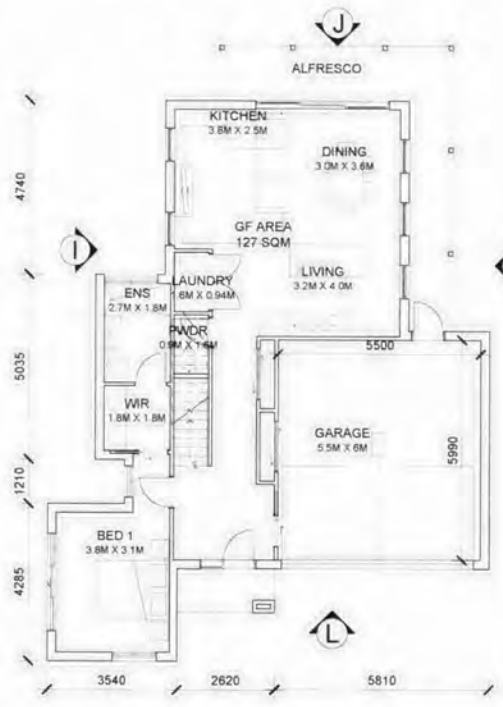 J
ALFRESCO
KITCHEN
3.8M X 2.5M
DINING
3.0M X 3.6M
4740
GF AREA
127 SQM
I
LAUNDRY
.6M X 0.94M
LIVING
3.2M X 4.0M
ENS
2.7M X 1.8M
PWDR
0.9M X 1.6M
5500
5035
WIR
1.8M X 1.8M
GARAGE
5.5M X 6M
5990
1210
BED 1
3.8M X 3.1M
4285
L
3540
2620
5810